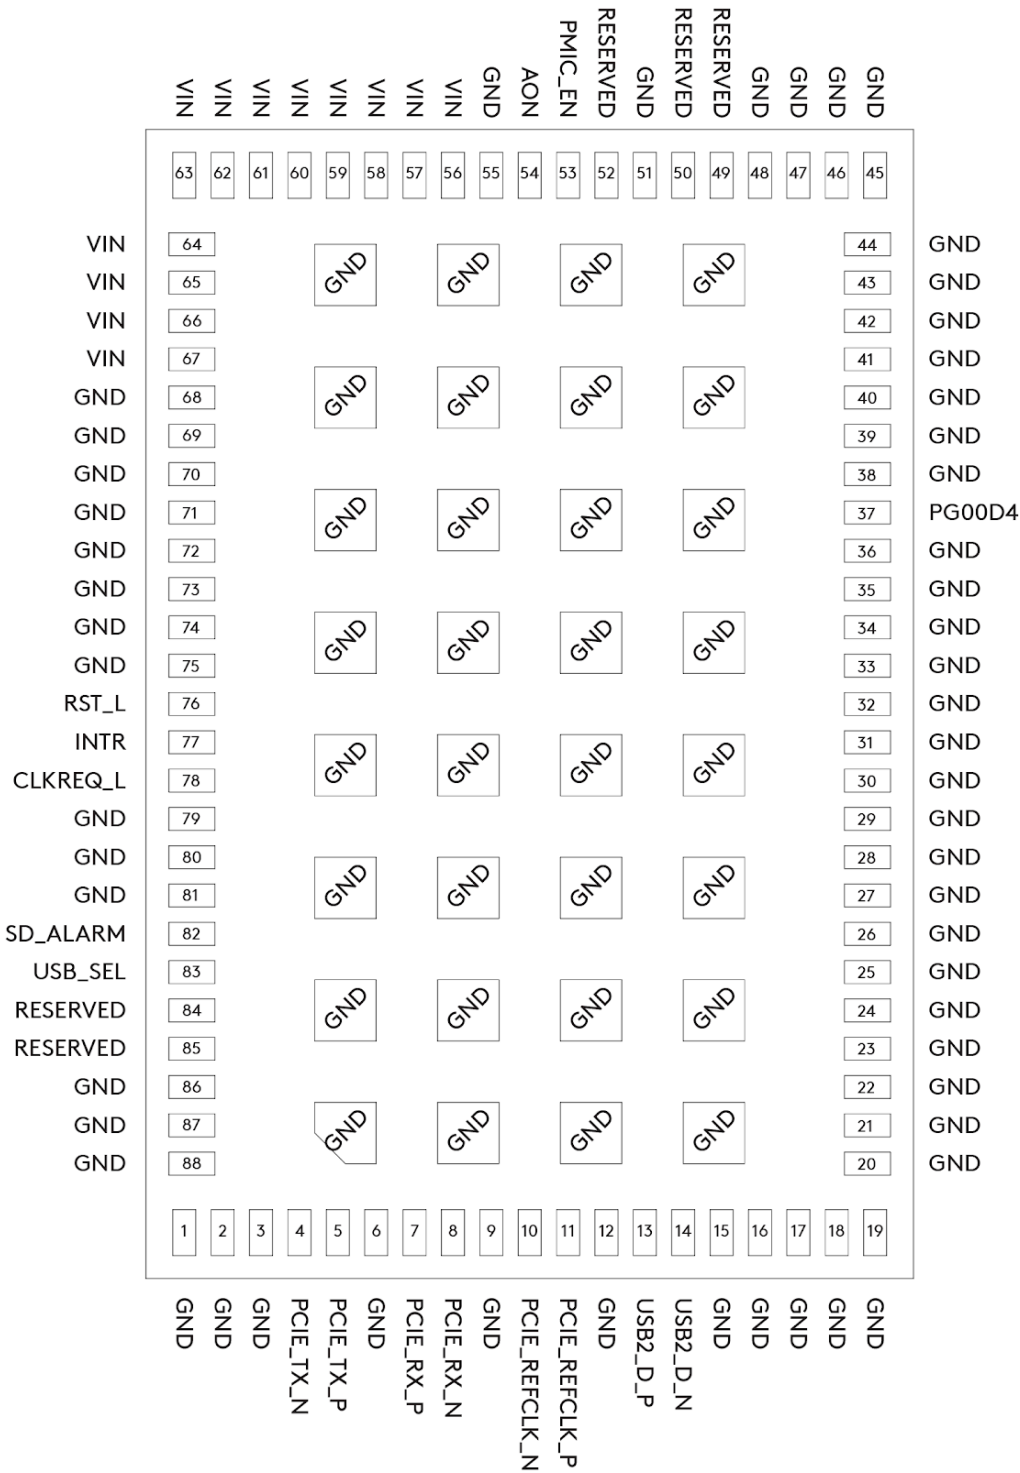 VIN VIN VIN VIN VIN VIN VIN VIN GND AON PMIC_EN RESERVED GND RESERVED RESERVED GND GND GND GND
63 62 61 60 59 58 57 56 55 54 53 52 51 50 49 48 47 46 45
VIN 64 44 GND
GND GND GND GND
VIN 65 43 GND
VIN 66 42 GND
VIN 67 41 GND
GND GND GND GND
GND 68 40 GND
GND 69 39 GND
GND 70 38 GND
GND 71 37 PG00D4
GND GND GND GND
GND 72 36 GND
GND 73 35 GND
GND 74 34 GND
GND GND GND GND
GND 75 33 GND
RST_L 76 32 GND
INTR 77 31 GND
GND GND GND GND
CLKREQ_L 78 30 GND
GND 79 29 GND
GND 80 28 GND
GND GND GND GND
GND 81 27 GND
SD_ALARM 82 26 GND
USB_SEL 83 25 GND
RESERVED 84 24 GND
GND GND GND GND
RESERVED 85 23 GND
GND 86 22 GND
GND 87 21 GND
GND GND GND GND
GND 88 20 GND
1 2 3 4 5 6 7 8 9 10 11 12 13 14 15 16 17 18 19
GND GND GND PCIE_TX_N PCIE_TX_P GND PCIE_RX_P PCIE_RX_N GND PCIE_REFCLK_N PCIE_REFCLK_P GND USB2_D_P USB2_D_N GND GND GND GND GND